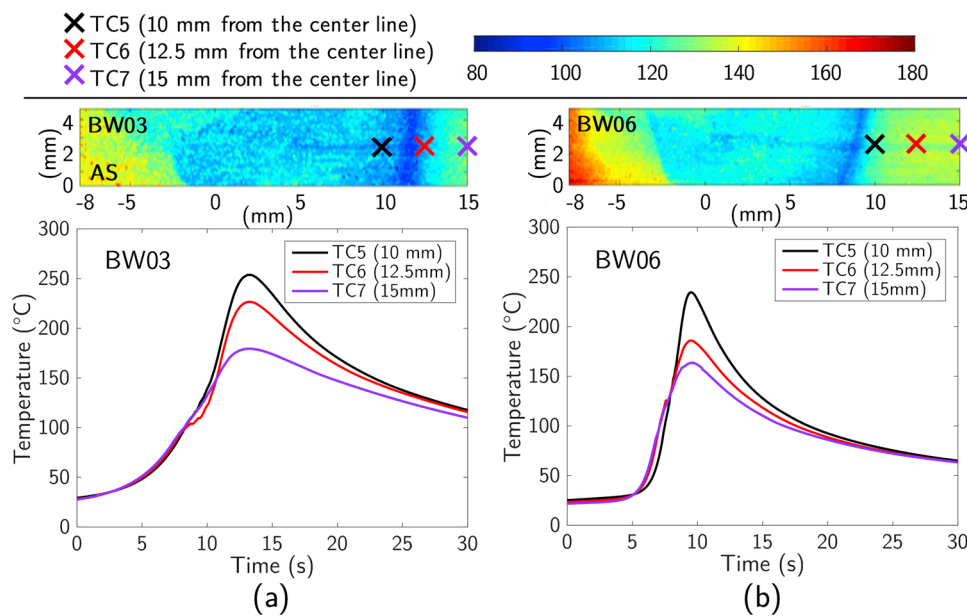 TC5 (10 mm from the center line)
TC6 (12.5 mm from the center line)
TC7 (15 mm from the center line)
80 100 120 140 160 180
BW03
AS
(mm)
4
2
0
-8 -5 0 5 10 15
(mm)
BW06
(mm)
4
2
0
-8 -5 0 5 10 15
(mm)
BW03
TC5 (10 mm)
TC6 (12.5mm)
TC7 (15mm)
Temperature (°C)
300
250
200
150
100
50
0
0 5 10 15 20 25 30
Time (s)
(a)
BW06
TC5 (10 mm)
TC6 (12.5mm)
TC7 (15mm)
Temperature (°C)
300
250
200
150
100
50
0
0 5 10 15 20 25 30
Time (s)
(b)